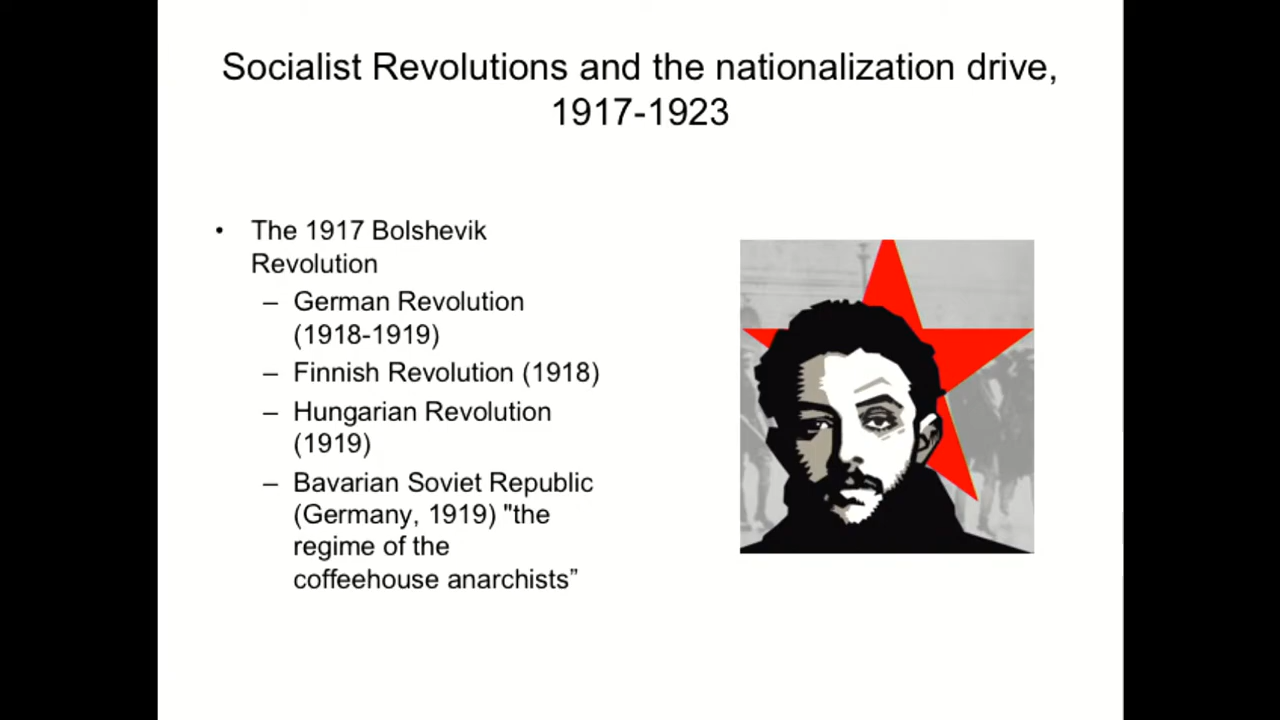 Socialist Revolutions and the nationalization drive,
1917-1923
• The 1917 Bolshevik
Revolution
– German Revolution
(1918-1919)
– Finnish Revolution (1918)
– Hungarian Revolution
(1919)
– Bavarian Soviet Republic
(Germany, 1919) "the
regime of the
coffeehouse anarchists”